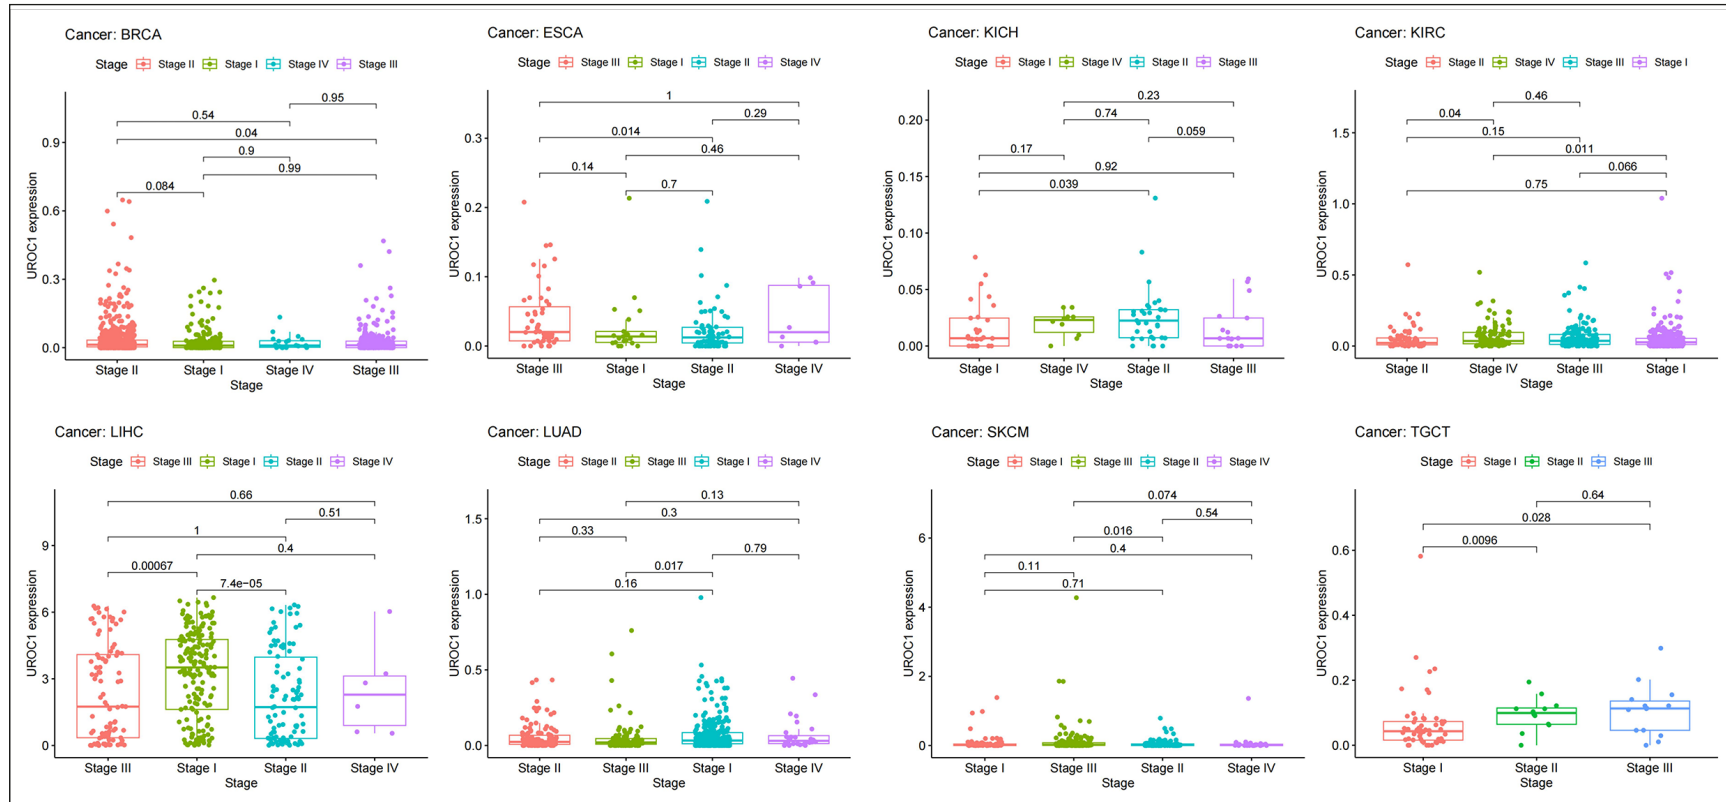 Cancer: BRCA
Stage Stage II Stage I Stage IV Stage III
0.95
0.54
0.04
0.9
0.99
0.084
UROC1 expression
0.9
0.6
0.3
0.0
Stage II Stage I Stage IV Stage III
Stage
Cancer: ESCA
Stage Stage III Stage I Stage II Stage IV
1
0.29
0.014
0.46
0.14
0.7
UROC1 expression
0.3
0.2
0.1
0.0
Stage III Stage I Stage II Stage IV
Stage
Cancer: KICH
Stage Stage I Stage IV Stage II Stage III
0.23
0.74
0.059
0.17
0.92
0.039
UROC1 expression
0.20
0.15
0.10
0.05
0.00
Stage I Stage IV Stage II Stage III
Stage
Cancer: KIRC
Stage Stage II Stage IV Stage III Stage I
0.46
0.04
0.15
0.011
0.066
0.75
UROC1 expression
1.5
1.0
0.5
0.0
Stage II Stage IV Stage III Stage I
Stage
Cancer: LIHC
Stage Stage III Stage I Stage II Stage IV
0.66
0.51
1
0.4
0.00067
7.4e−05
UROC1 expression
9
6
3
0
Stage III Stage I Stage II Stage IV
Stage
Cancer: LUAD
Stage Stage II Stage III Stage I Stage IV
0.13
0.3
0.33
0.79
0.017
0.16
UROC1 expression
1.5
1.0
0.5
0.0
Stage II Stage III Stage I Stage IV
Stage
Cancer: SKCM
Stage Stage I Stage III Stage II Stage IV
0.074
0.54
0.016
0.4
0.11
0.71
UROC1 expression
6
4
2
0
Stage I Stage III Stage II Stage IV
Stage
Cancer: TGCT
Stage Stage I Stage II Stage III
0.64
0.028
0.0096
UROC1 expression
0.6
0.4
0.2
0.0
Stage I Stage II Stage III
Stage